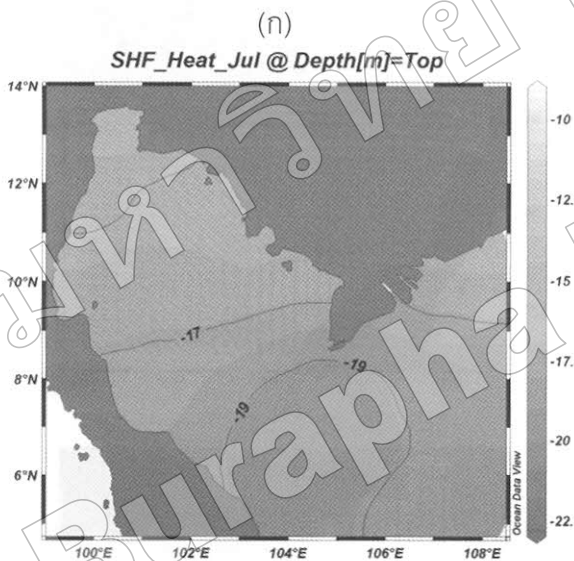 (ก)
SHF_Heat_Jul @ Depth[m]=Top
14°N
12°N
10°N
8°N
6°N
100°E 102°E 104°E 106°E 108°E
-17
-19
-19
-10
-12.
-15
-17.
-20
-22.
Ocean Data View
Burapha